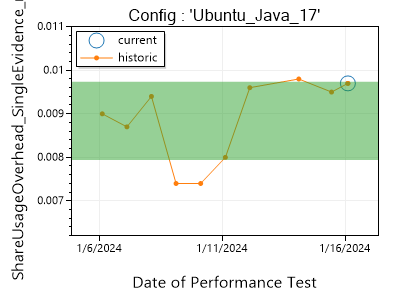 Config : 'Ubuntu_Java_17'
ShareUsageOverhead_SingleEvidence_
0.011
0.01
0.009
0.008
0.007
current
historic
1/6/2024
1/11/2024
1/16/2024
Date of Performance Test